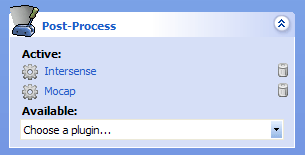 Post-Process
Active:
Intersense
Mocap
Available:
Choose a plugin...